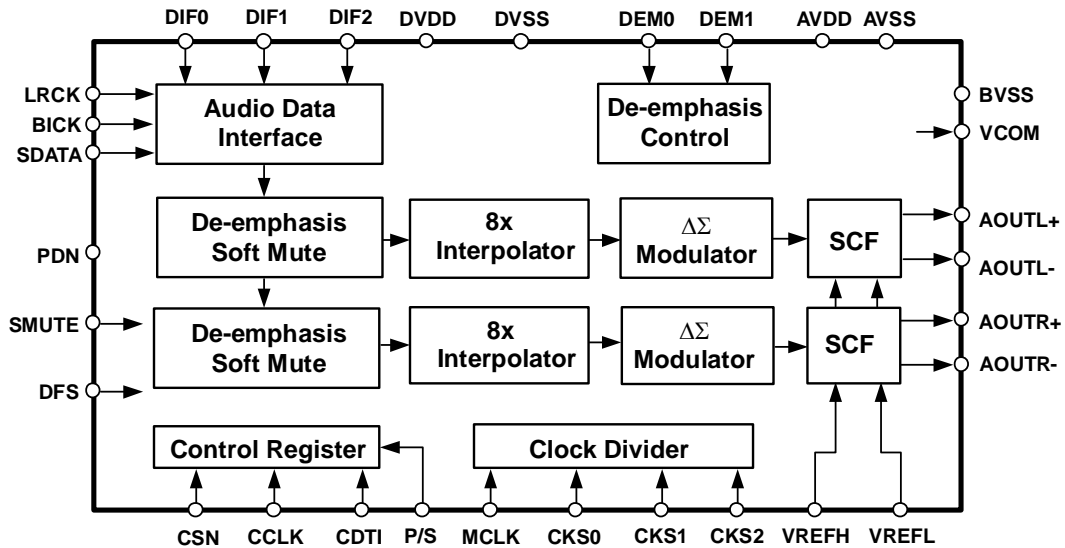 DIF0 DIF1 DIF2 DVDD DVSS DEM0 DEM1 AVDD AVSS
LRCK
BICK
SDATA
Audio Data
Interface
De-emphasis
Control
BVSS
VCOM
PDN
De-emphasis
Soft Mute
8x
Interpolator
ΔΣ
Modulator
SCF
AOUTL+
AOUTL-
SMUTE
DFS
De-emphasis
Soft Mute
8x
Interpolator
ΔΣ
Modulator
SCF
AOUTR+
AOUTR-
Control Register
Clock Divider
CSN CCLK CDTI P/S MCLK CKS0 CKS1 CKS2 VREFH VREFL